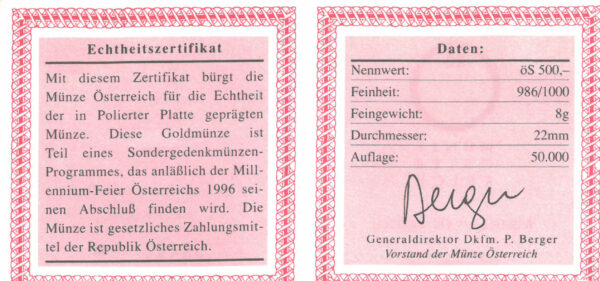 Echtheitszertifikat
Mit diesem Zertifikat bürgt die
Münze Österreich für die Echtheit
der in Polierter Platte geprägten
Münze. Diese Goldmünze ist
Teil eines Sondergedenkmünzen-
Programmes, das anläßlich der Mill-
ennium-Feier Österreichs 1996 sei-
nen Abschluß finden wird. Die
Münze ist gesetzliches Zahlungsmit-
tel der Republik Österreich.
Daten:
Nennwert: öS 500,–
Feinheit: 986/1000
Feingewicht: 8g
Durchmesser: 22mm
Auflage: 50.000
Berger
Generaldirektor Dkfm. P. Berger
Vorstand der Münze Österreich